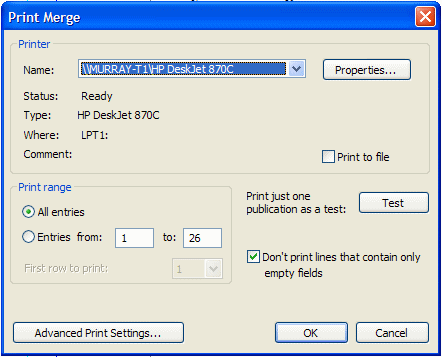 Print Merge
Printer
Name: \\MURRAY-T1\HP DeskJet 870C Properties...
Status: Ready
Type: HP DeskJet 870C
Where: LPT1:
Comment: Print to file
Print range
All entries
Entries from: 1 to: 26
First row to print: 1
Print just one
publication as a test: Test
Don't print lines that contain only
empty fields
Advanced Print Settings... OK Cancel